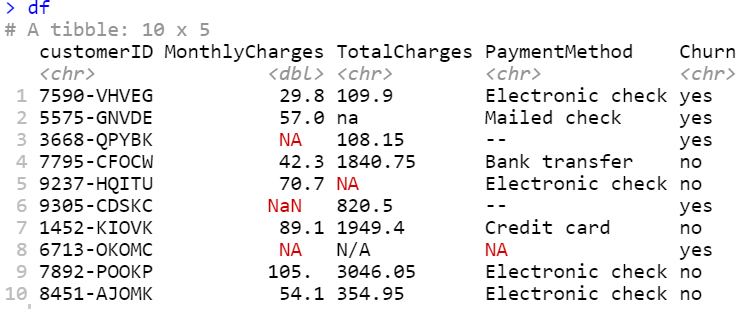 > df
# A tibble: 10 x 5
   customerID MonthlyCharges TotalCharges PaymentMethod    Churn
   <chr>               <dbl> <chr>        <chr>            <chr>
 1 7590-VHVEG           29.8 109.9        Electronic check yes
 2 5575-GNVDE           57.0 na           Mailed check     yes
 3 3668-QPYBK           NA   108.15       --               yes
 4 7795-CFOCW           42.3 1840.75      Bank transfer    no
 5 9237-HQITU           70.7 NA           Electronic check no
 6 9305-CDSKC          NaN   820.5        --               yes
 7 1452-KIOVK           89.1 1949.4       Credit card      no
 8 6713-OKOMC           NA   N/A          NA               yes
 9 7892-POOKP          105.  3046.05      Electronic check no
10 8451-AJOMK           54.1 354.95       Electronic check no